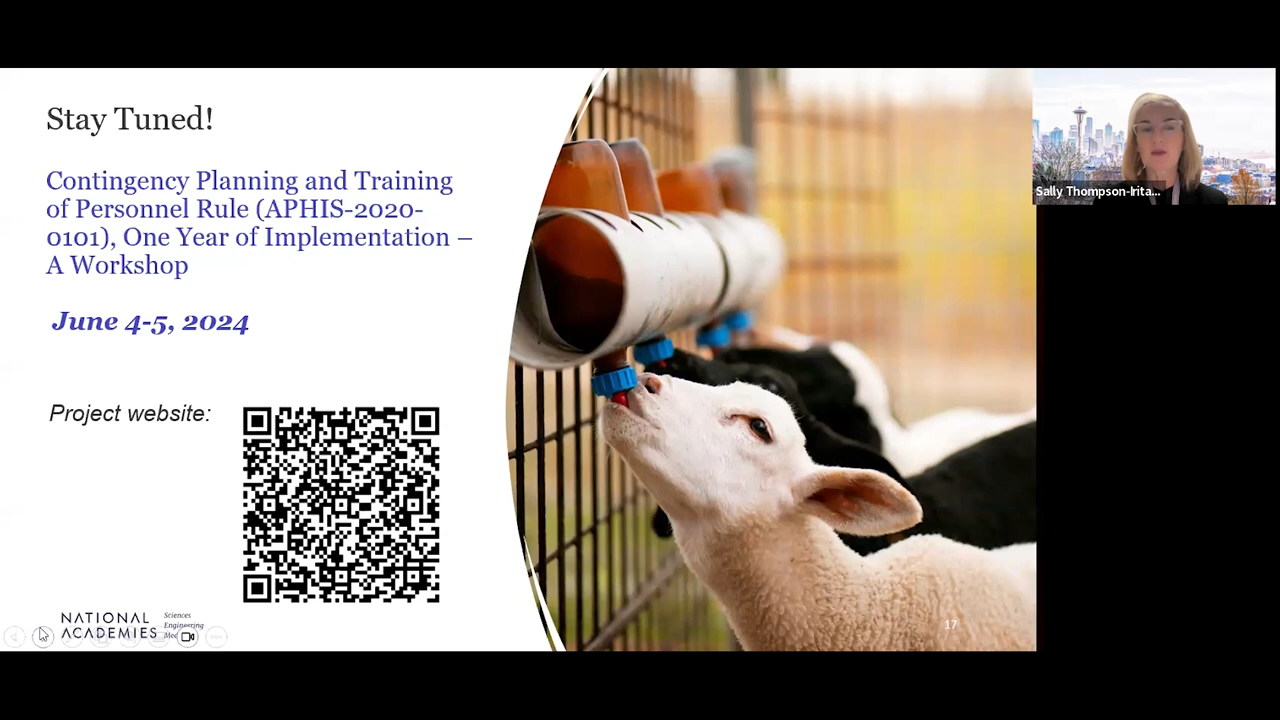 Stay Tuned!
Contingency Planning and Training
of Personnel Rule (APHIS-2020-
0101), One Year of Implementation –
A Workshop
June 4-5, 2024
Project website:
NATIONAL
ACADEMIES
Sciences
Engineering
17
Sally Thompson-Irita...